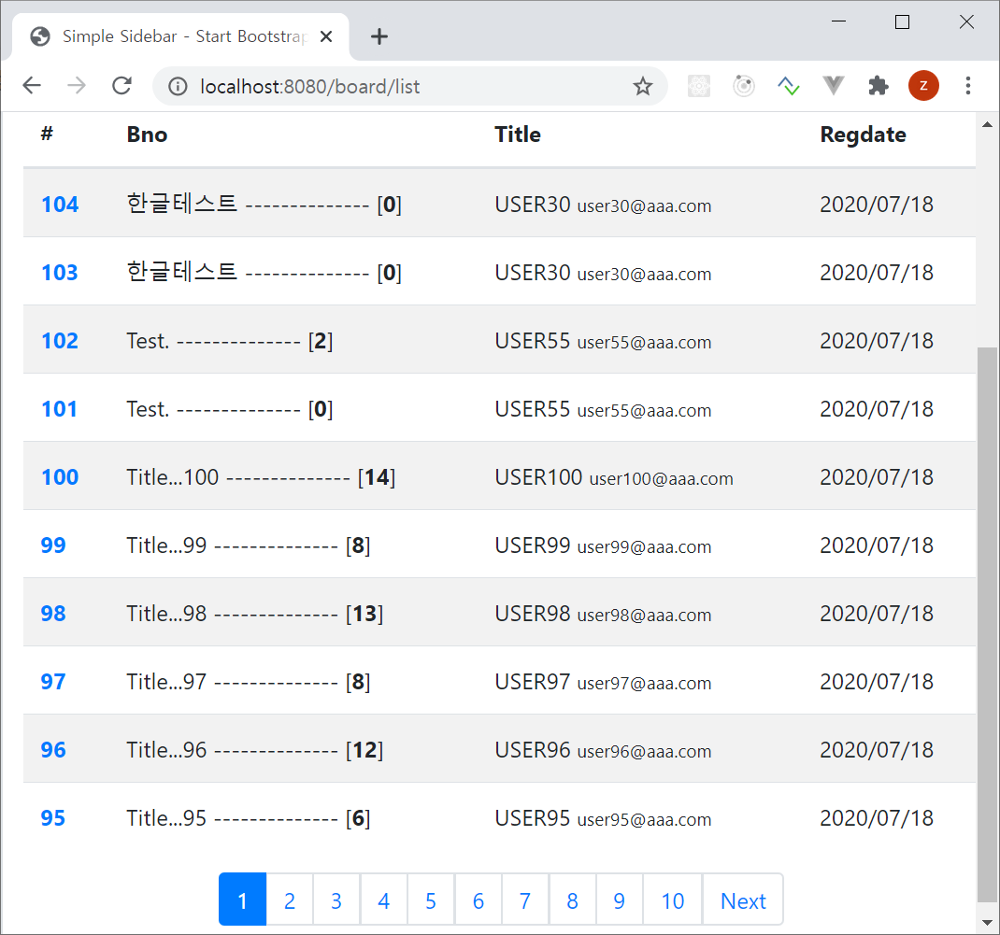 Simple Sidebar - Start Bootstrap
localhost:8080/board/list
Z
# Bno Title Regdate
104 한글테스트 -------------- [0] USER30 user30@aaa.com 2020/07/18
103 한글테스트 -------------- [0] USER30 user30@aaa.com 2020/07/18
102 Test. -------------- [2] USER55 user55@aaa.com 2020/07/18
101 Test. -------------- [0] USER55 user55@aaa.com 2020/07/18
100 Title...100 -------------- [14] USER100 user100@aaa.com 2020/07/18
99 Title...99 -------------- [8] USER99 user99@aaa.com 2020/07/18
98 Title...98 -------------- [13] USER98 user98@aaa.com 2020/07/18
97 Title...97 -------------- [8] USER97 user97@aaa.com 2020/07/18
96 Title...96 -------------- [12] USER96 user96@aaa.com 2020/07/18
95 Title...95 -------------- [6] USER95 user95@aaa.com 2020/07/18
1 2 3 4 5 6 7 8 9 10 Next